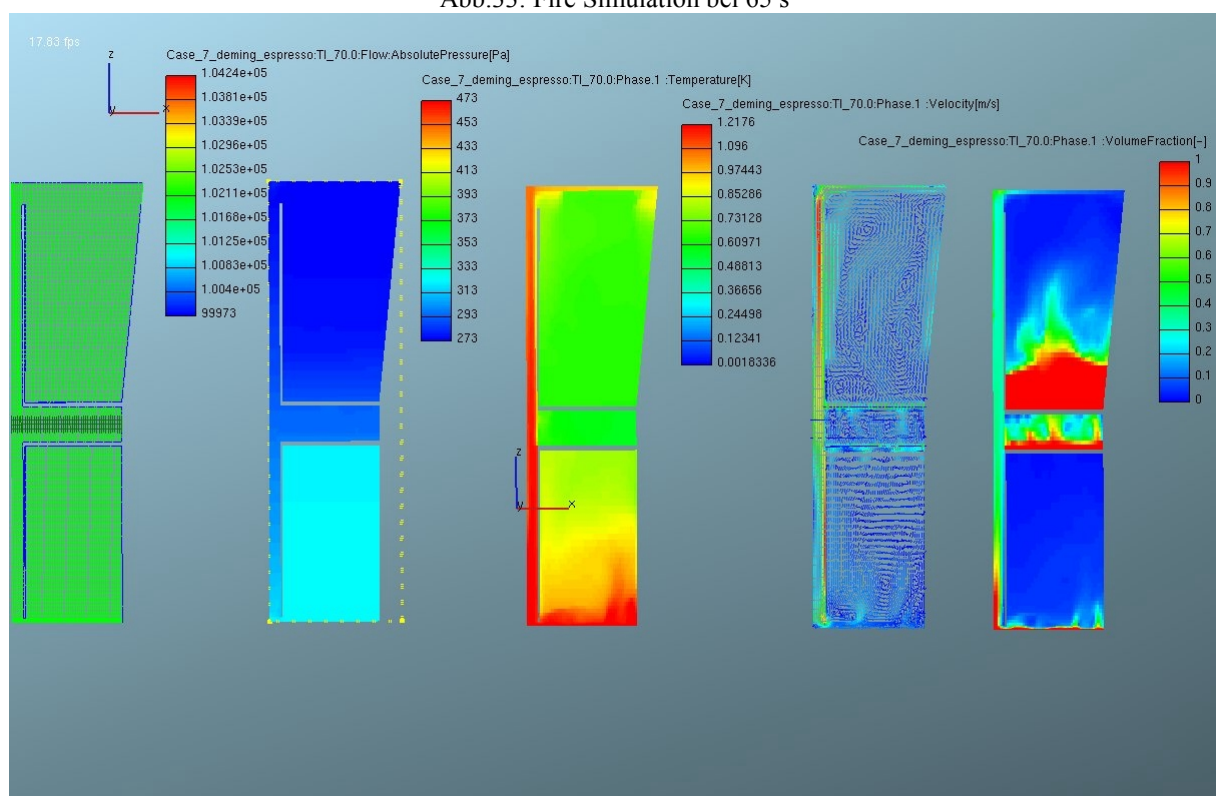 Abb.33: Fire Simulation bei 65 s
17.83 fps
z
y
x
Case_7_deming_espresso:TI_70.0:Flow:AbsolutePressure[Pa]
1.0424e+05
1.0381e+05
1.0339e+05
1.0296e+05
1.0253e+05
1.0211e+05
1.0168e+05
1.0125e+05
1.0083e+05
1.004e+05
99973
Case_7_deming_espresso:TI_70.0:Phase.1 :Temperature[K]
473
453
433
413
393
373
353
333
313
293
273
Case_7_deming_espresso:TI_70.0:Phase.1 :Velocity[m/s]
1.2176
1.096
0.97443
0.85286
0.73128
0.60971
0.48813
0.36656
0.24498
0.12341
0.0018336
Case_7_deming_espresso:TI_70.0:Phase.1 :VolumeFraction[-]
1
0.9
0.8
0.7
0.6
0.5
0.4
0.3
0.2
0.1
0
z
y
x